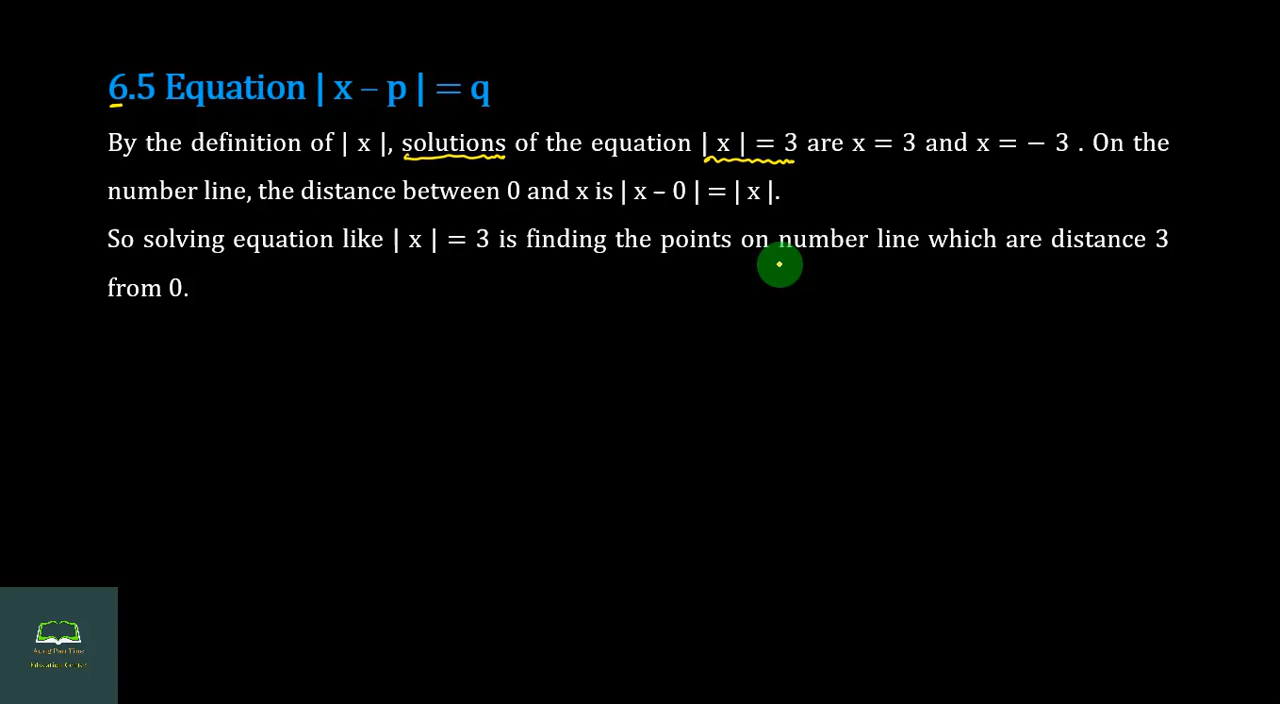 6.5 Equation | x – p | = q
By the definition of | x |, solutions of the equation | x | = 3 are x = 3 and x = − 3 . On the
number line, the distance between 0 and x is | x – 0 | = | x |.
So solving equation like | x | = 3 is finding the points on number line which are distance 3
from 0.
Education Center